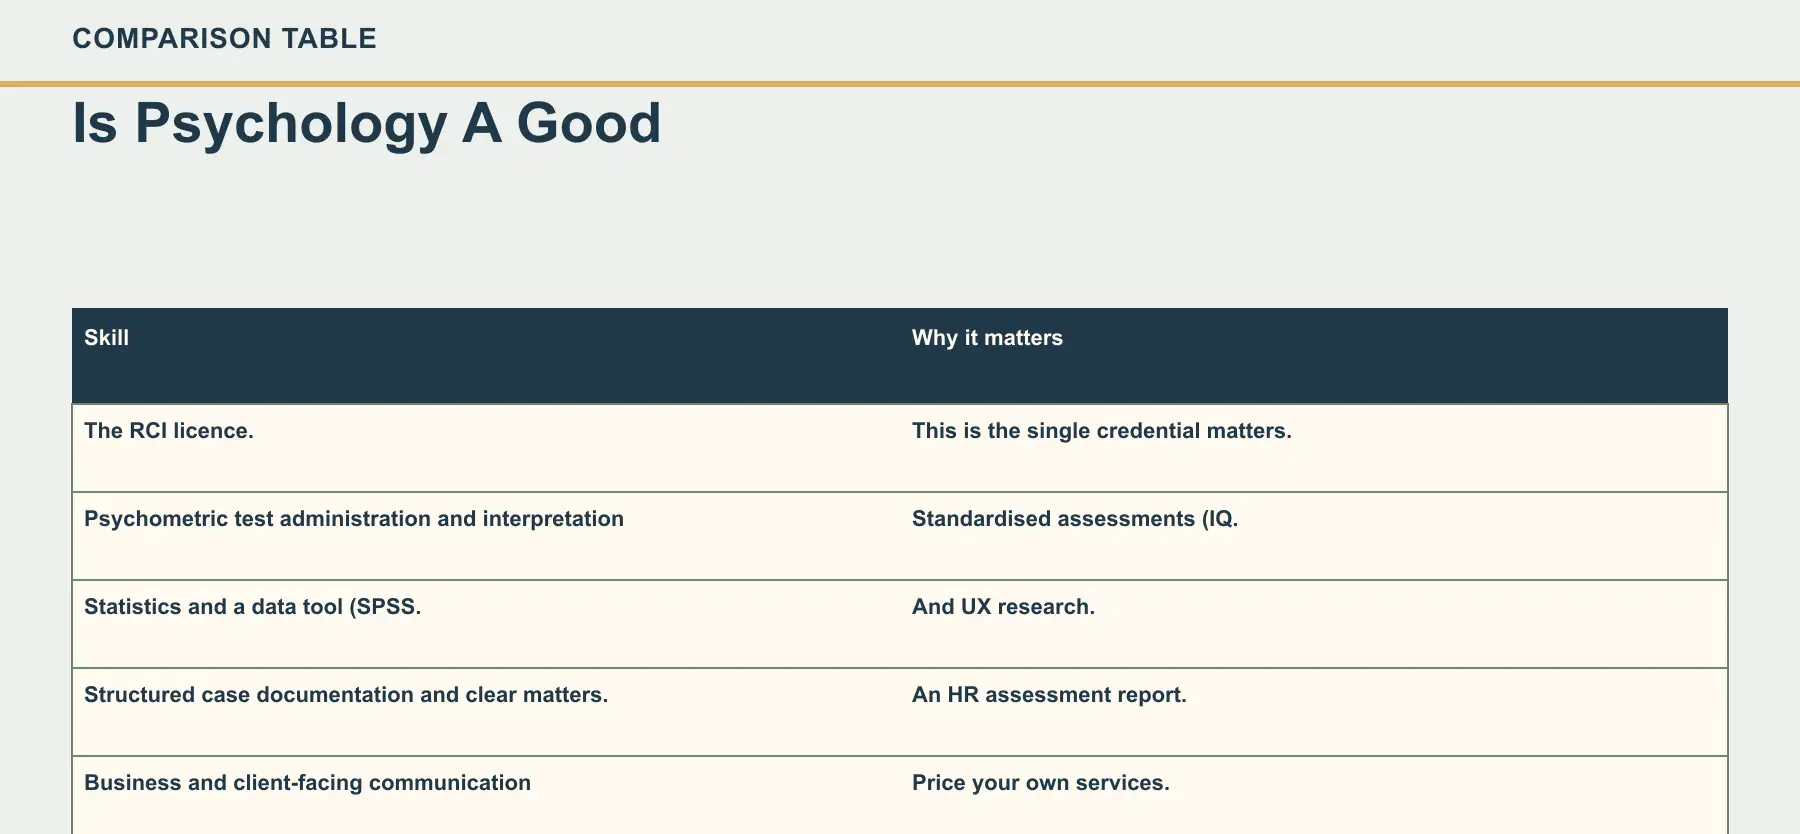 COMPARISON TABLE
Is Psychology A Good
Skill
Why it matters
The RCI licence.
This is the single credential matters.
Psychometric test administration and interpretation
Standardised assessments (IQ.
Statistics and a data tool (SPSS.
And UX research.
Structured case documentation and clear matters.
An HR assessment report.
Business and client-facing communication
Price your own services.